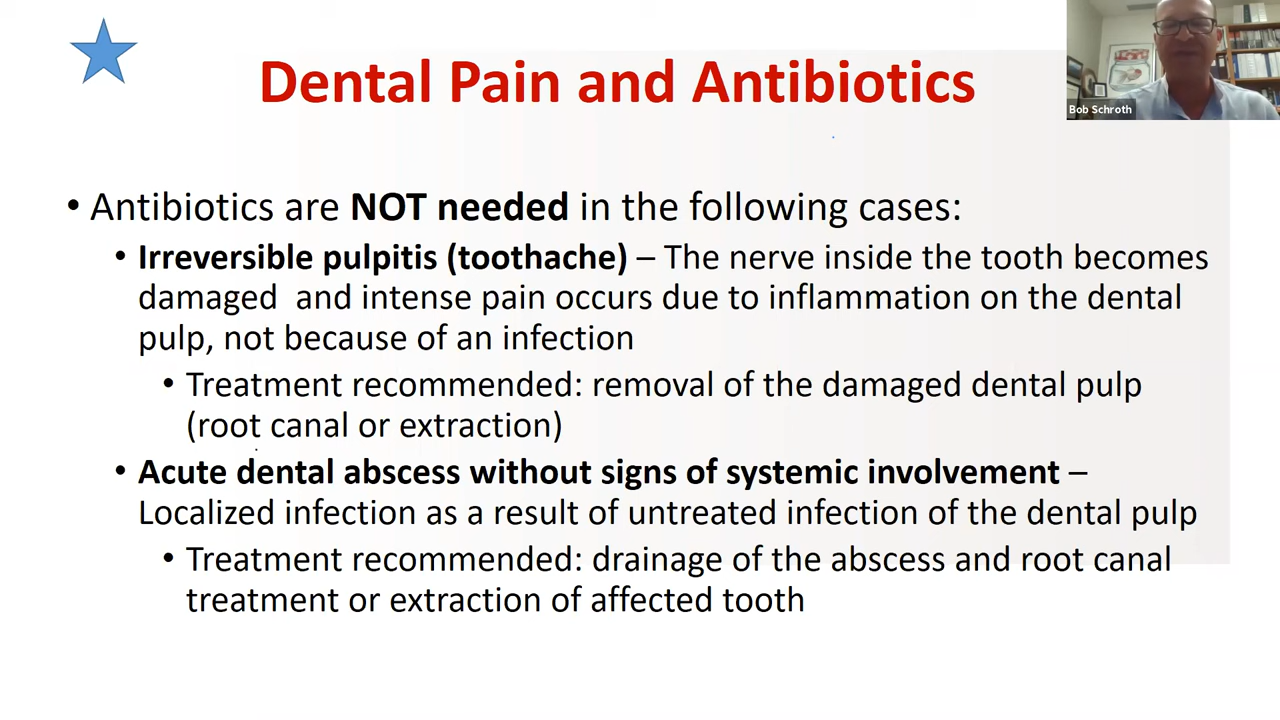 Dental Pain and Antibiotics
Bob Schroth
• Antibiotics are NOT needed in the following cases:
• Irreversible pulpitis (toothache) – The nerve inside the tooth becomes
damaged and intense pain occurs due to inflammation on the dental
pulp, not because of an infection
• Treatment recommended: removal of the damaged dental pulp
(root canal or extraction)
• Acute dental abscess without signs of systemic involvement –
Localized infection as a result of untreated infection of the dental pulp
• Treatment recommended: drainage of the abscess and root canal
treatment or extraction of affected tooth